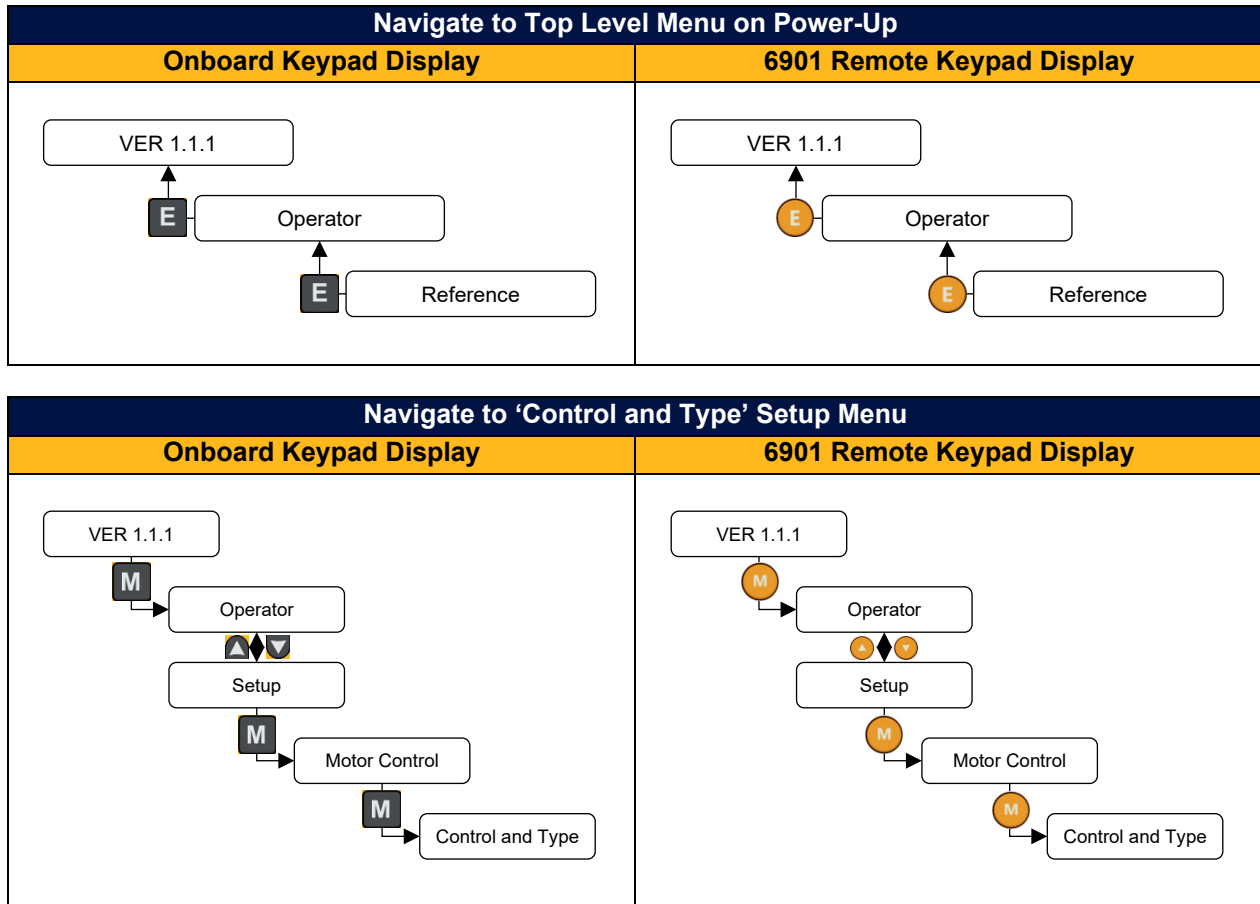 Navigate to Top Level Menu on Power-Up
Onboard Keypad Display
6901 Remote Keypad Display
VER 1.1.1
E
Operator
E
Reference
VER 1.1.1
E
Operator
E
Reference
Navigate to ‘Control and Type’ Setup Menu
Onboard Keypad Display
6901 Remote Keypad Display
VER 1.1.1
M
Operator
Setup
M
Motor Control
M
Control and Type
VER 1.1.1
M
Operator
Setup
M
Motor Control
M
Control and Type